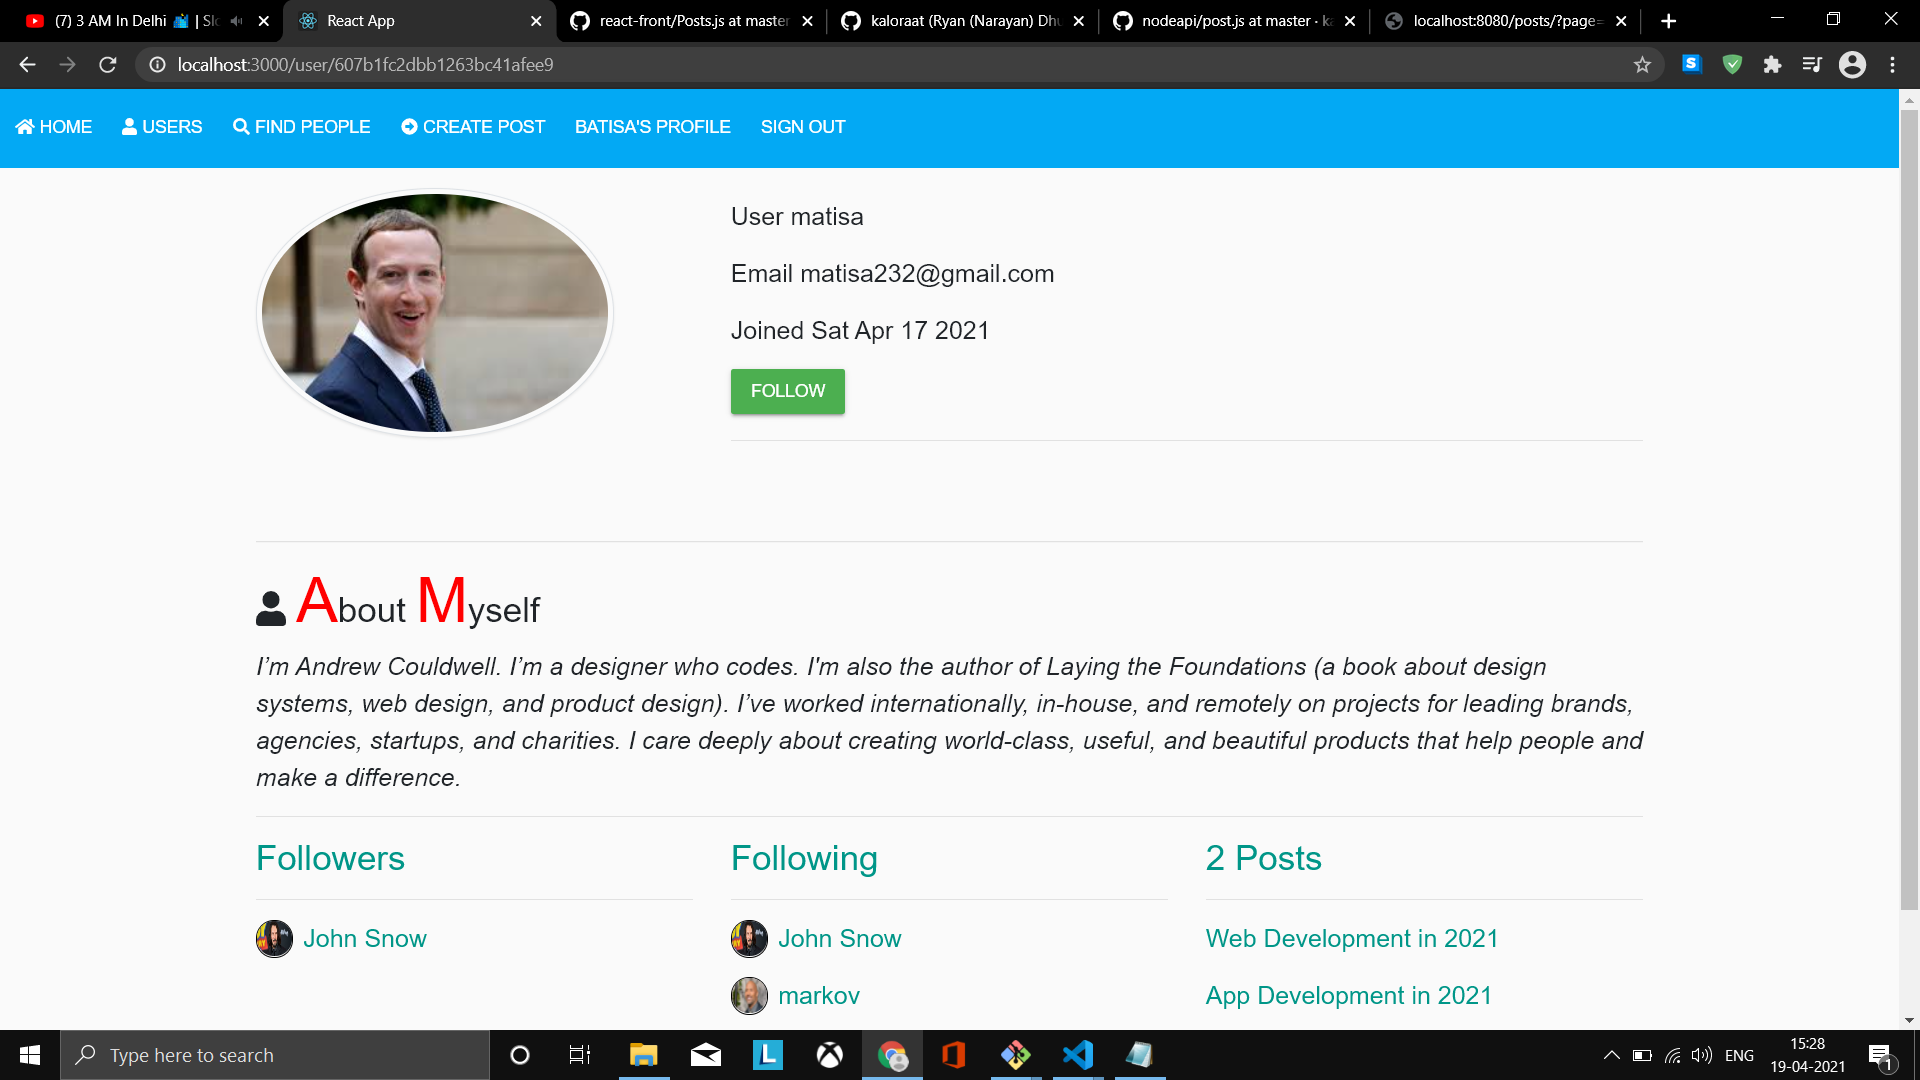 (7) 3 AM In Delhi
React App
react-front/Posts.js at master
kaloraat (Ryan (Narayan) Dh
nodeapi/post.js at master · k
localhost:8080/posts/?page=
localhost:3000/user/607b1fc2dbb1263bc41afee9
HOME
USERS
FIND PEOPLE
CREATE POST
BATISA'S PROFILE
SIGN OUT
User matisa
Email matisa232@gmail.com
Joined Sat Apr 17 2021
FOLLOW
About Myself
I’m Andrew Couldwell. I’m a designer who codes. I'm also the author of Laying the Foundations (a book about design
systems, web design, and product design). I’ve worked internationally, in-house, and remotely on projects for leading brands,
agencies, startups, and charities. I care deeply about creating world-class, useful, and beautiful products that help people and
make a difference.
Followers
John Snow
Following
John Snow
markov
2 Posts
Web Development in 2021
App Development in 2021
Type here to search
ENG
15:28
19-04-2021
1